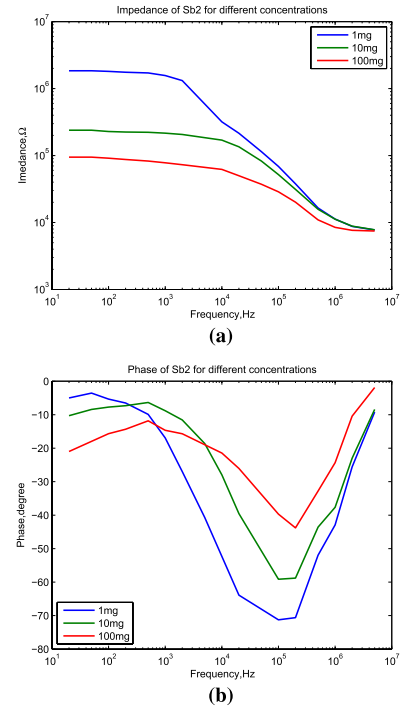 Impedance of Sb2 for different concentrations
10^7
10^6
10^5
10^4
10^3
Imedance,Ω
1mg
10mg
100mg
10^1 10^2 10^3 10^4 10^5 10^6 10^7
Frequency,Hz
(a)
Phase of Sb2 for different concentrations
0
−10
−20
−30
−40
−50
−60
−70
−80
Phase,degree
1mg
10mg
100mg
10^1 10^2 10^3 10^4 10^5 10^6 10^7
Frequency,Hz
(b)